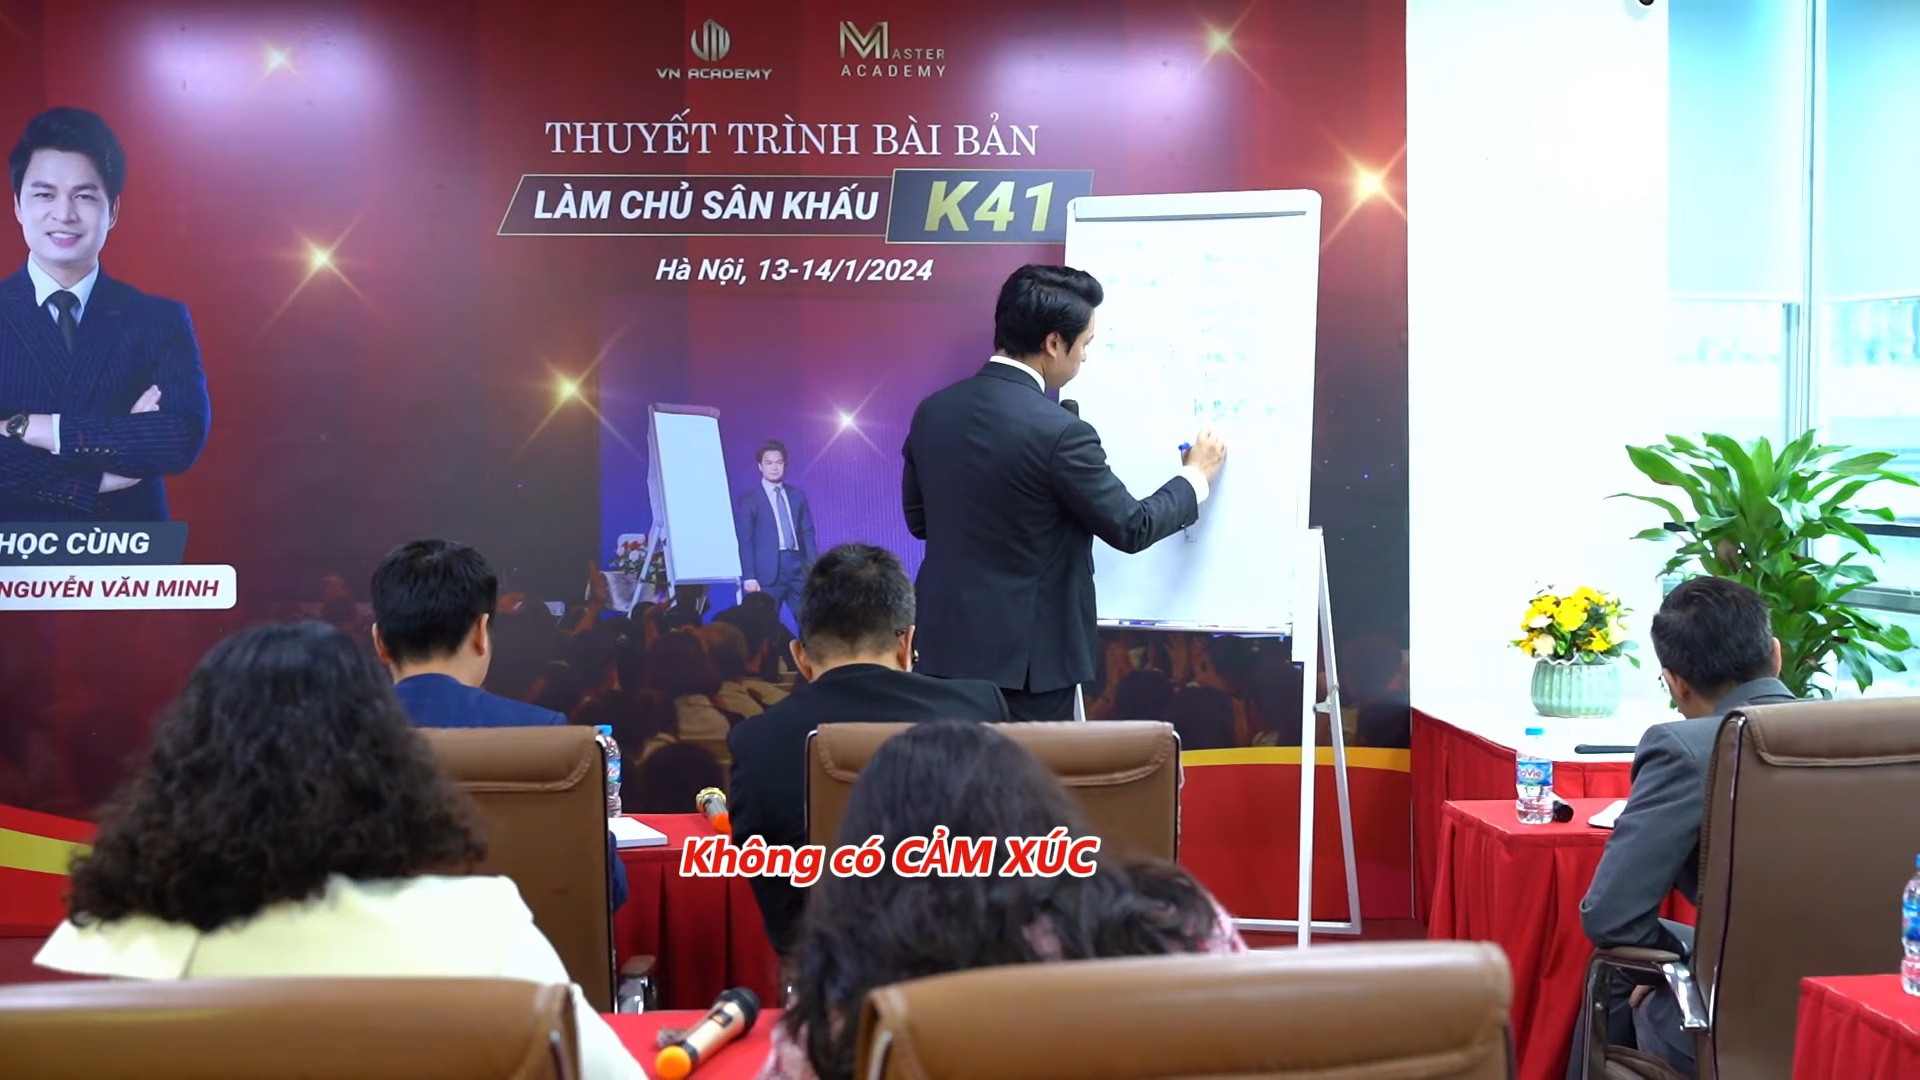 VN ACADEMY
MASTER
ACADEMY
THUYẾT TRÌNH BÀI BẢN
LÀM CHỦ SÂN KHẤU K41
Hà Nội, 13-14/1/2024
HỌC CÙNG
NGUYỄN VĂN MINH
Không có CẢM XÚC